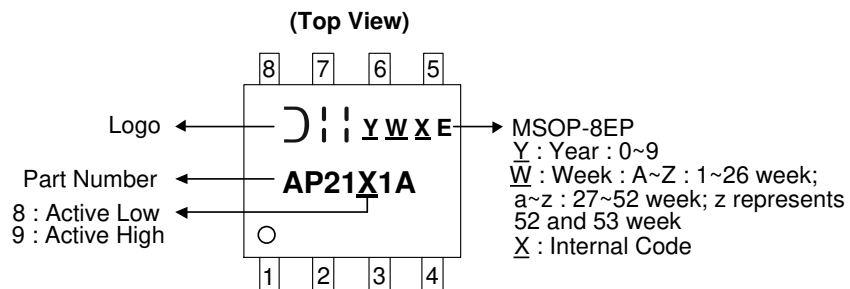 (Top View)
8 7 6 5
Logo
Y W X E
MSOP-8EP
Y : Year : 0~9
W : Week : A~Z : 1~26 week;
a~z : 27~52 week; z represents
52 and 53 week
X : Internal Code
Part Number
AP21X1A
8 : Active Low
9 : Active High
1 2 3 4